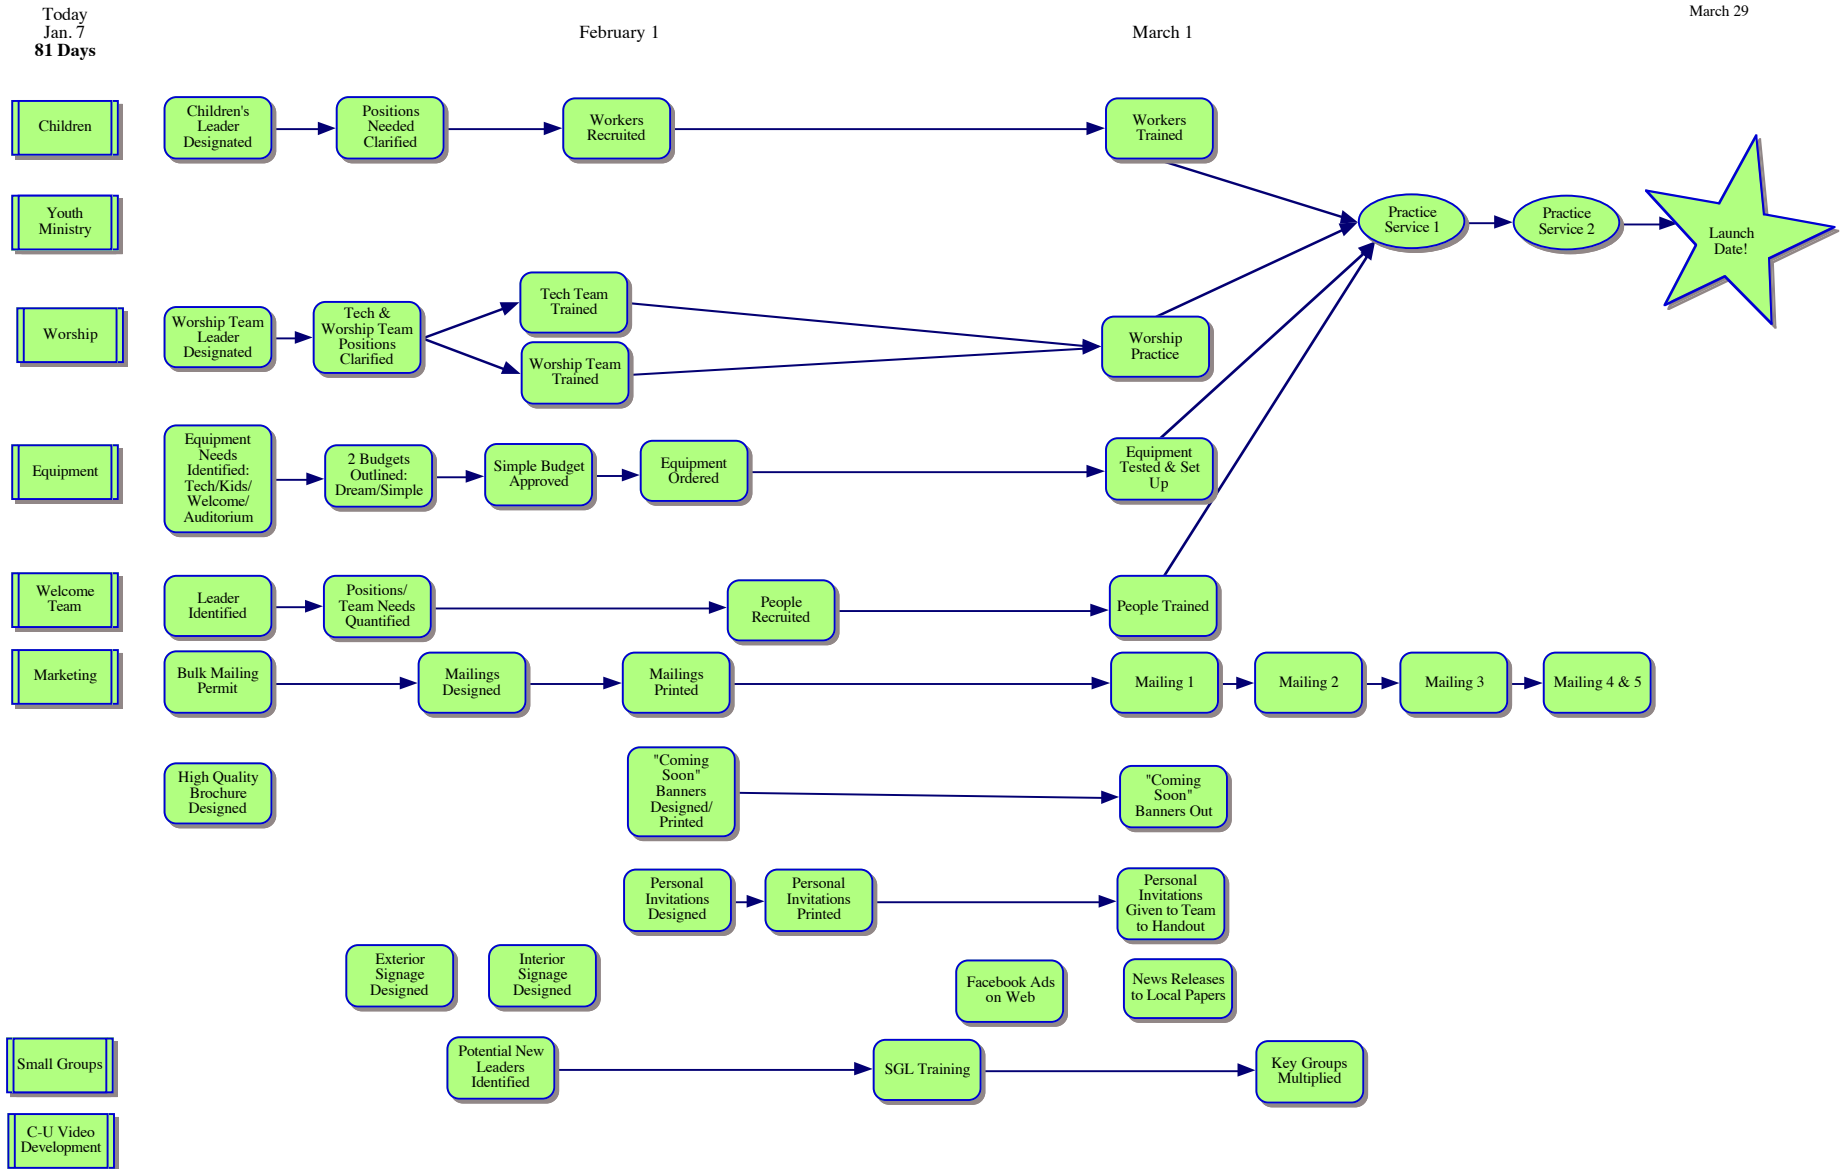 Today
Jan. 7
81 Days
February 1
March 1
March 29
Children
Children's
Leader
Designated
Positions
Needed
Clarified
Workers
Recruited
Workers
Trained
Youth
Ministry
Practice
Service 1
Practice
Service 2
Launch
Date!
Worship
Worship Team
Leader
Designated
Tech &
Worship Team
Positions
Clarified
Tech Team
Trained
Worship Team
Trained
Worship
Practice
Equipment
Equipment
Needs
Identified:
Tech/Kids/
Welcome/
Auditorium
2 Budgets
Outlined:
Dream/Simple
Simple Budget
Approved
Equipment
Ordered
Equipment
Tested & Set
Up
Welcome
Team
Leader
Identified
Positions/
Team Needs
Quantified
People
Recruited
People Trained
Marketing
Bulk Mailing
Permit
Mailings
Designed
Mailings
Printed
Mailing 1
Mailing 2
Mailing 3
Mailing 4 & 5
High Quality
Brochure
Designed
"Coming
Soon"
Banners
Designed/
Printed
"Coming
Soon"
Banners Out
Personal
Invitations
Designed
Personal
Invitations
Printed
Personal
Invitations
Given to Team
to Handout
Exterior
Signage
Designed
Interior
Signage
Designed
Facebook Ads
on Web
News Releases
to Local Papers
Small Groups
Potential New
Leaders
Identified
SGL Training
Key Groups
Multiplied
C-U Video
Development